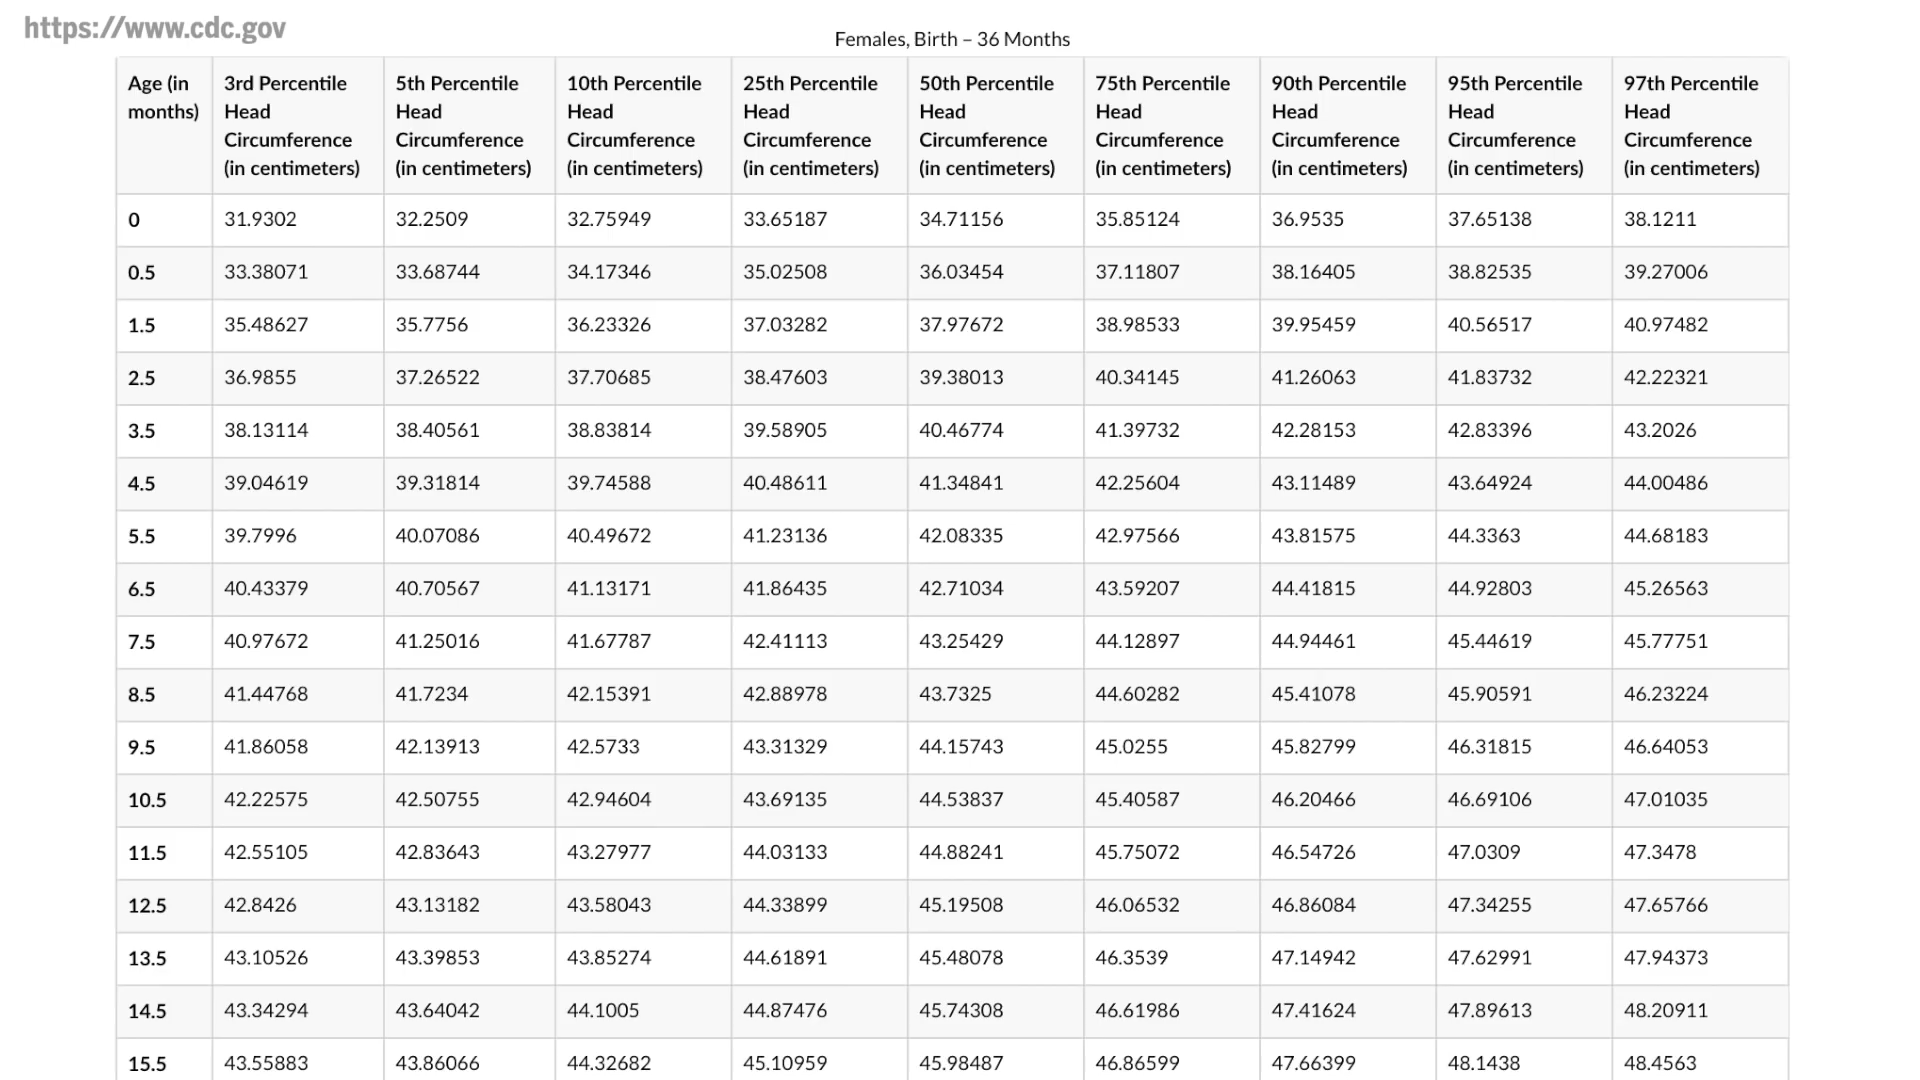 https://www.cdc.gov
Females, Birth – 36 Months
Age (in months) 3rd Percentile Head Circumference (in centimeters) 5th Percentile Head Circumference (in centimeters) 10th Percentile Head Circumference (in centimeters) 25th Percentile Head Circumference (in centimeters) 50th Percentile Head Circumference (in centimeters) 75th Percentile Head Circumference (in centimeters) 90th Percentile Head Circumference (in centimeters) 95th Percentile Head Circumference (in centimeters) 97th Percentile Head Circumference (in centimeters)
0 31.9302 32.2509 32.75949 33.65187 34.71156 35.85124 36.9535 37.65138 38.1211
0.5 33.38071 33.68744 34.17346 35.02508 36.03454 37.11807 38.16405 38.82535 39.27006
1.5 35.48627 35.7756 36.23326 37.03282 37.97672 38.98533 39.95459 40.56517 40.97482
2.5 36.9855 37.26522 37.70685 38.47603 39.38013 40.34145 41.26063 41.83732 42.22321
3.5 38.13114 38.40561 38.83814 39.58905 40.46774 41.39732 42.28153 42.83396 43.2026
4.5 39.04619 39.31814 39.74588 40.48611 41.34841 42.25604 43.11489 43.64924 44.00486
5.5 39.7996 40.07086 40.49672 41.23136 42.08335 42.97566 43.81575 44.3363 44.68183
6.5 40.43379 40.70567 41.13171 41.86435 42.71034 43.59207 44.41815 44.92803 45.26563
7.5 40.97672 41.25016 41.67787 42.41113 43.25429 44.12897 44.94461 45.44619 45.77751
8.5 41.44768 41.7234 42.15391 42.88978 43.7325 44.60282 45.41078 45.90591 46.23224
9.5 41.86058 42.13913 42.5733 43.31329 44.15743 45.0255 45.82799 46.31815 46.64053
10.5 42.22575 42.50755 42.94604 43.69135 44.53837 45.40587 46.20466 46.69106 47.01035
11.5 42.55105 42.83643 43.27977 44.03133 44.88241 45.75072 46.54726 47.0309 47.3478
12.5 42.8426 43.13182 43.58043 44.33899 45.19508 46.06532 46.86084 47.34255 47.65766
13.5 43.10526 43.39853 43.85274 44.61891 45.48078 46.3539 47.14942 47.62991 47.94373
14.5 43.34294 43.64042 44.1005 44.87476 45.74308 46.61986 47.41624 47.89613 48.20911
15.5 43.55883 43.86066 44.32682 45.10959 45.98487 46.86599 47.66399 48.1438 48.4563